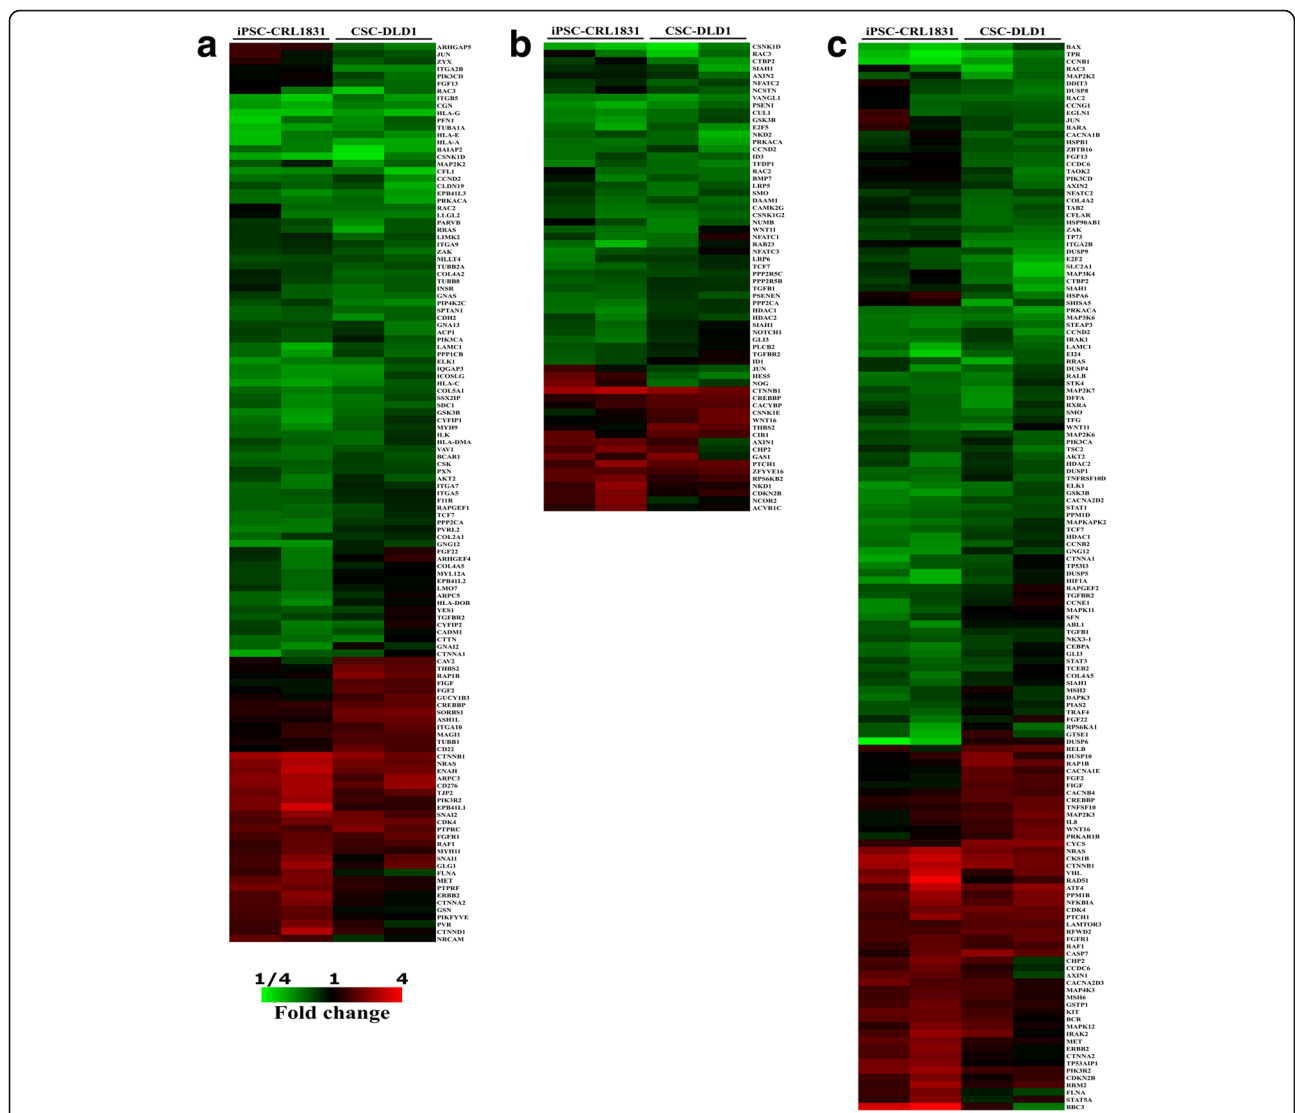 a
iPSC-CRL1831 CSC-DLD1
ARHGAP5
JUN
ZYX
ITGA2B
PIK3CD
FGF13
RAC3
ITGB5
CGN
HLA-G
PFN1
TUBA1A
HLA-E
HLA-A
BAIAP2
CSNK1D
MAP2K2
CFL1
CCND2
CLDN19
EPB41L3
PRKACA
RAC2
LLGL2
PARVB
RRAS
LIMK2
ITGA9
ZAK
MLLT4
TUBB2A
COL4A2
TUBB8
INSR
GNAS
PIP4K2C
SPTAN1
CDH2
GNA13
ACP1
PIK3CA
LAMC1
PPP1CB
ELK1
IQGAP3
ICOSLG
HLA-C
COL5A1
SSX2IP
SDC1
GSK3B
CYFIP1
MYH9
ILK
HLA-DMA
VAV1
BCAR1
CSK
PXN
AKT2
ITGA7
ITGA5
F11R
RAPGEF1
TCF7
PPP2CA
PVRL2
COL2A1
GNG12
FGF22
ARHGEF4
COL4A5
MYL12A
EPB41L2
LMO7
ARPC5
HLA-DOB
YES1
TGFBR2
CYFIP2
CADM1
CTTN
GNAI2
CTNNA1
CAV2
THBS2
RAP1B
FIGF
FGF2
GUCY1B3
CREBBP
SORBS1
ASH1L
ITGA10
MAGI1
TUBB1
CD22
CTNNB1
NRAS
ENAH
ARPC3
CD276
TJP2
PIK3R2
EPB41L1
SNAI2
CDK4
PTPRC
FGFR1
RAF1
MYH11
SNAI1
GLG1
FLNA
MET
PTPRF
ERBB2
CTNNA2
GSN
PIKFYVE
PVR
CTNND1
NRCAM
1/4 1 4
Fold change
b
iPSC-CRL1831 CSC-DLD1
CSNK1D
RAC3
CTBP2
SIAH1
AXIN2
NFATC2
NCSTN
VANGL1
PSEN1
CUL1
GSK3B
E2F5
NKD2
PRKACA
CCND2
ID3
TFDP1
RAC2
BMP7
LRP5
SMO
DAAM1
CAMK2G
CSNK1G2
NUMB
WNT11
NFATC1
RAB23
NFATC3
LRP6
TCF7
PPP2R5C
PPP2R5B
TGFB1
PSENEN
PPP2CA
HDAC1
HDAC2
SIAH1
NOTCH1
GLI3
PLCB2
TGFBR2
ID1
JUN
HES5
NOG
CTNNB1
CREBBP
CACYBP
CSNK1E
WNT16
THBS2
CIR1
AXIN1
CHP2
GAS1
PTCH1
ZFYVE16
RPS6KB2
NKD1
CDKN2B
NCOR2
ACVR1C
c
iPSC-CRL1831 CSC-DLD1
BAX
TPR
CCNB1
RAC3
MAP2K2
DDIT3
DUSP8
RAC2
CCNG1
EGLN1
JUN
RARA
CACNA1B
HSPB1
ZBTB16
FGF13
CCDC6
TAOK2
PIK3CD
AXIN2
NFATC2
COL4A2
TAB2
CFLAR
HSP90AB1
ZAK
TP73
ITGA2B
DUSP9
E2F2
SLC2A1
MAP3K4
CTBP2
SIAH1
HSPA6
SHISA5
PRKACA
MAP3K6
STEAP3
CCND2
IRAK1
LAMC1
EI24
RRAS
DUSP4
RALB
STK4
MAP2K7
DFFA
RXRA
SMO
TFG
WNT11
MAP2K6
PIK3CA
TSC2
AKT2
HDAC2
DUSP1
TNFRSF10D
ELK1
GSK3B
CACNA2D2
STAT1
PPM1D
MAPKAPK2
TCF7
HDAC1
CCNB2
GNG12
CTNNA1
TP53I3
DUSP5
HIF1A
RAPGEF2
TGFBR2
CCNE1
MAPK11
SFN
ABL1
TGFB1
NKX3-1
CEBPA
GLI3
STAT3
TCEB2
COL4A5
SIAH1
MSH2
DAPK3
PIAS2
TRAF4
FGF22
RPS6KA1
GTSE1
DUSP6
RELB
DUSP10
RAP1B
CACNA1E
FGF2
FIGF
CACNB4
CREBBP
TNFSF10
MAP2K3
IL8
WNT16
PRKAR1B
CYCS
NRAS
CKS1B
CTNNB1
VHL
RAD51
ATF4
PPM1B
NFKBIA
CDK4
PTCH1
LAMTOR3
RFWD2
FGFR1
RAF1
CASP7
CHP2
CCDC6
AXIN1
CACNA2D3
MAP4K3
MSH6
GSTP1
KIT
BCR
MAPK12
IRAK2
MET
ERBB2
CTNNA2
TP53AIP1
PIK3R2
CDKN2B
RRM2
FLNA
STAT5A
BBC3